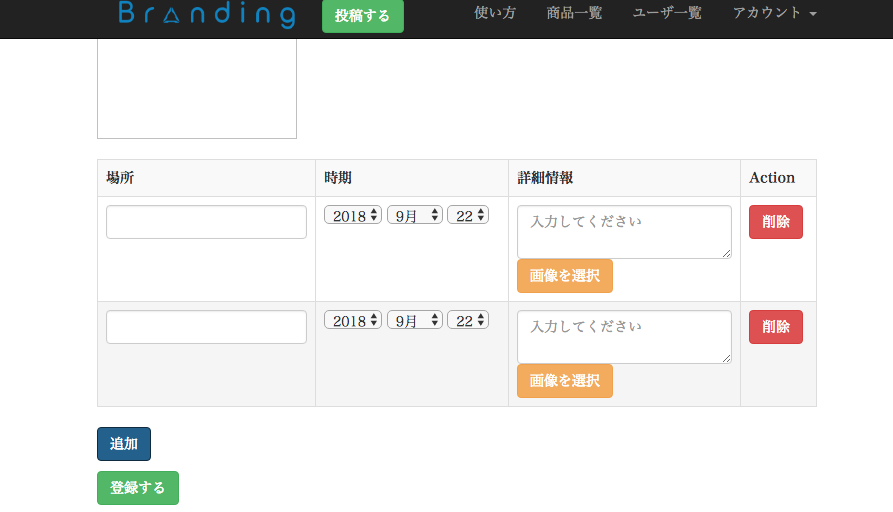 Branding 投稿する 使い方 商品一覧 ユーザ一覧 アカウント
場所 時期 詳細情報 Action
2018 9月 22 入力してください 削除
画像を選択
2018 9月 22 入力してください 削除
画像を選択
追加
登録する